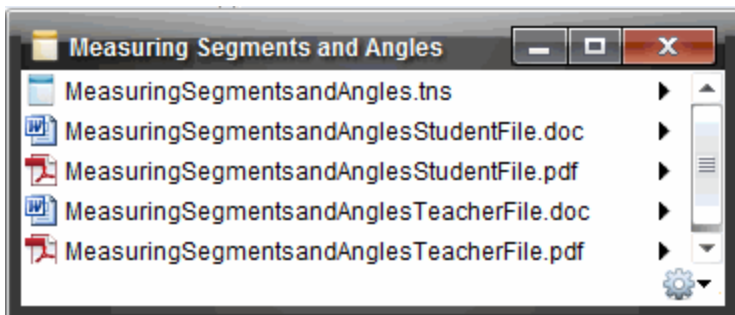 Measuring Segments and Angles
MeasuringSegmentsandAngles.tns
MeasuringSegmentsandAnglesStudentFile.doc
MeasuringSegmentsandAnglesStudentFile.pdf
MeasuringSegmentsandAnglesTeacherFile.doc
MeasuringSegmentsandAnglesTeacherFile.pdf